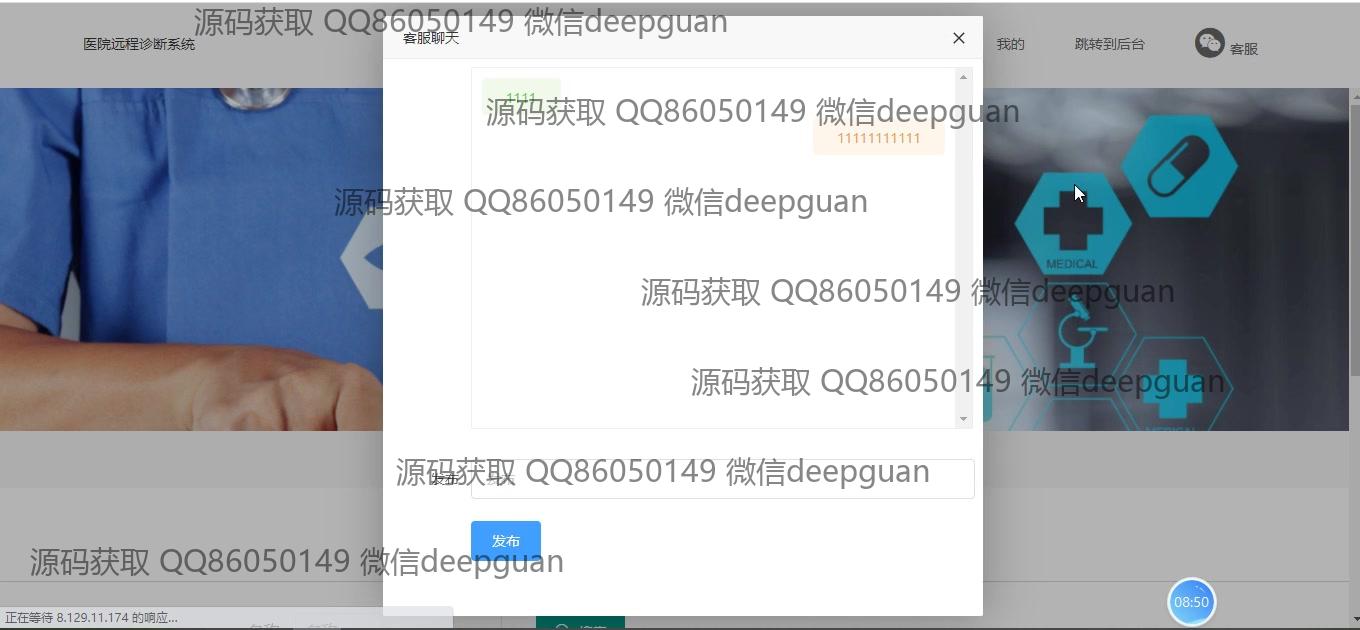 源码获取 QQ86050149 微信deepguan
医院远程诊断系统
客服聊天
我的
跳转到后台
客服
1111
源码获取 QQ86050149 微信deepguan
11111111111
源码获取 QQ86050149 微信deepguan
MEDICAL
源码获取 QQ86050149 微信deepguan
源码获取 QQ86050149 微信deepguan
MEDICAL
源码获取 QQ86050149 微信deepguan
发布
发布
源码获取 QQ86050149 微信deepguan
08:50
正在等待 8.129.11.174 的响应...
名称
名称